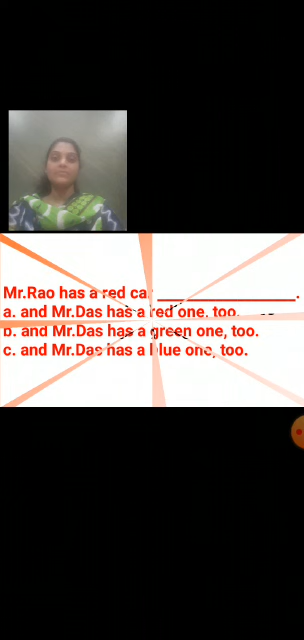 Mr.Rao has a red car ____________.
a. and Mr.Das has a red one, too.
b. and Mr.Das has a green one, too.
c. and Mr.Das has a blue one, too.